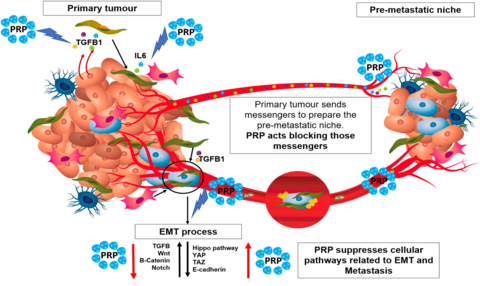 Primary tumour
Pre-metastatic niche
PRP
TGFB1
IL6
PRP
PRP
Primary tumour sends
messengers to prepare the
pre-metastatic niche.
PRP acts blocking those
messengers
TGFB1
PRP
PRP
EMT process
PRP
TGFB
Wnt
B-Catenin
Notch
Hippo pathway
YAP
TAZ
E-cadherin
PRP
PRP suppresses cellular
pathways related to EMT and
Metastasis